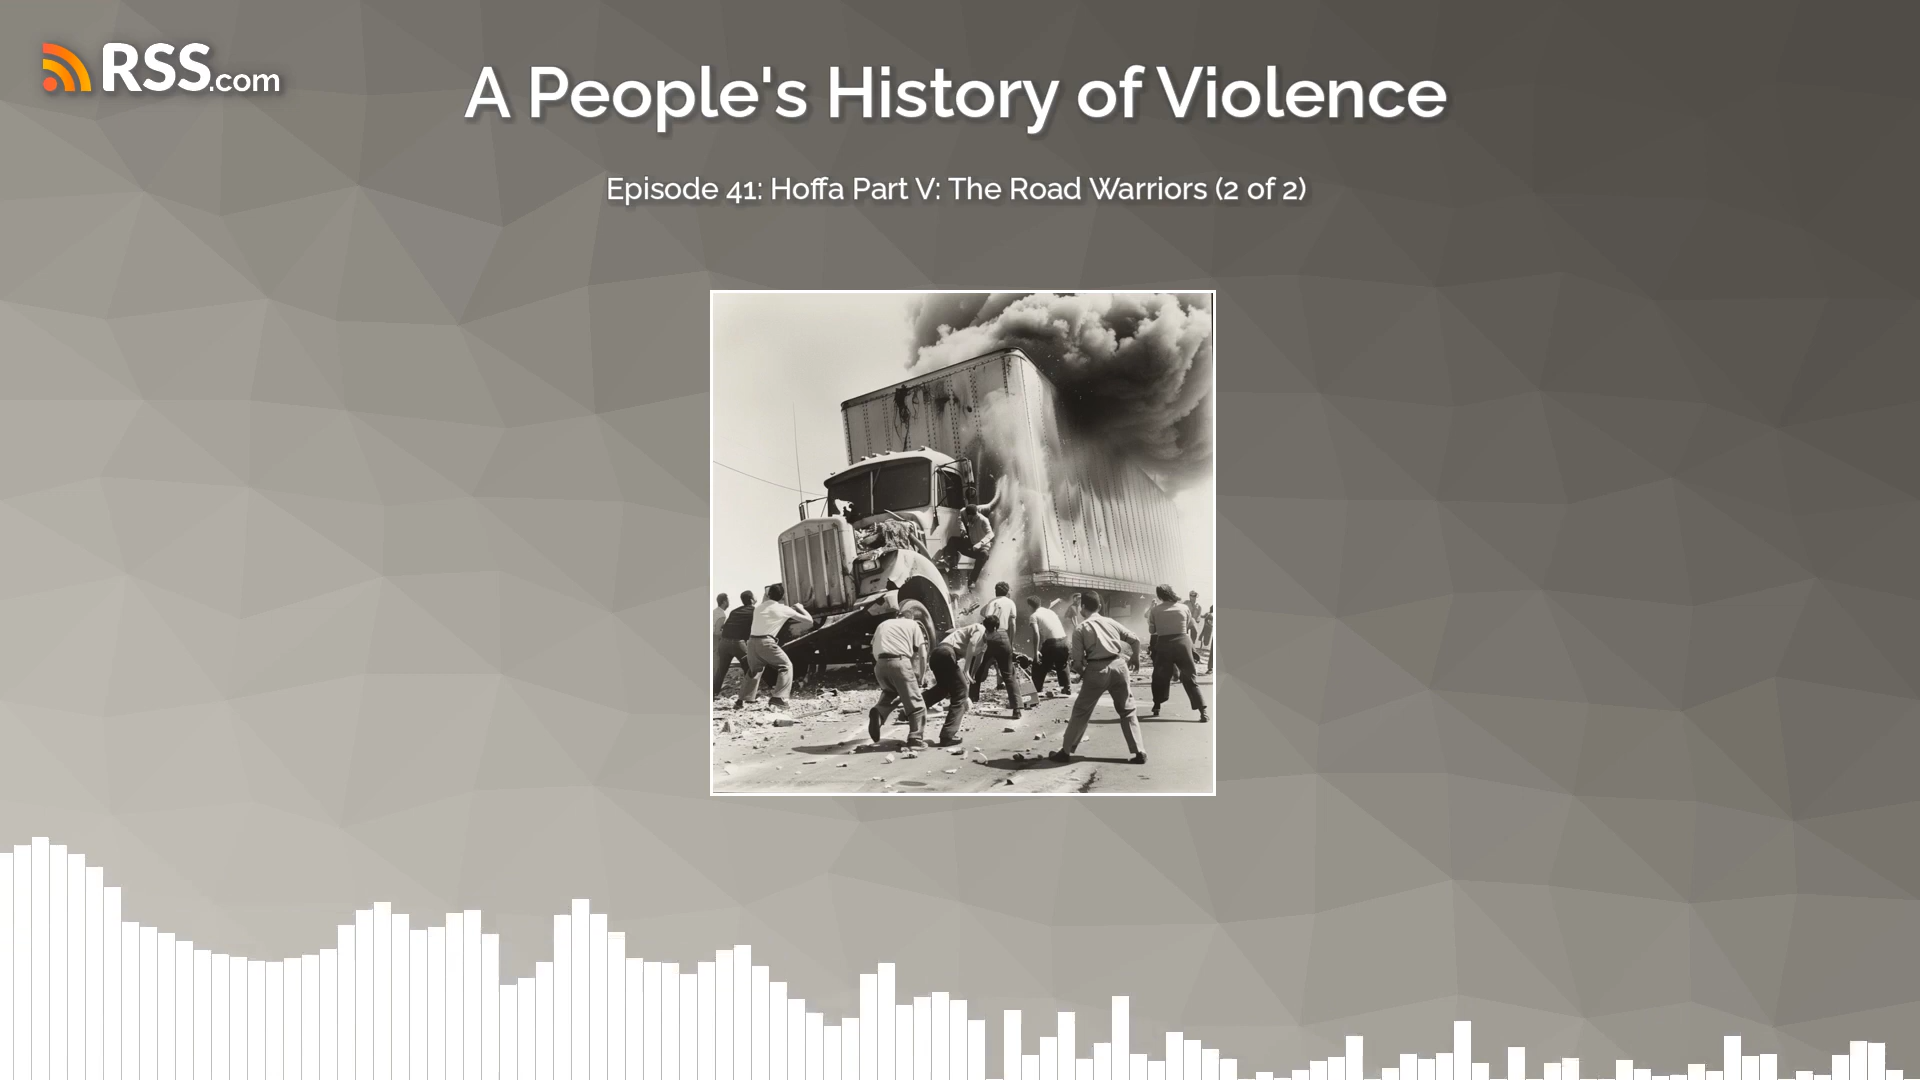 RSS.com
A People's History of Violence
Episode 41: Hoffa Part V: The Road Warriors (2 of 2)